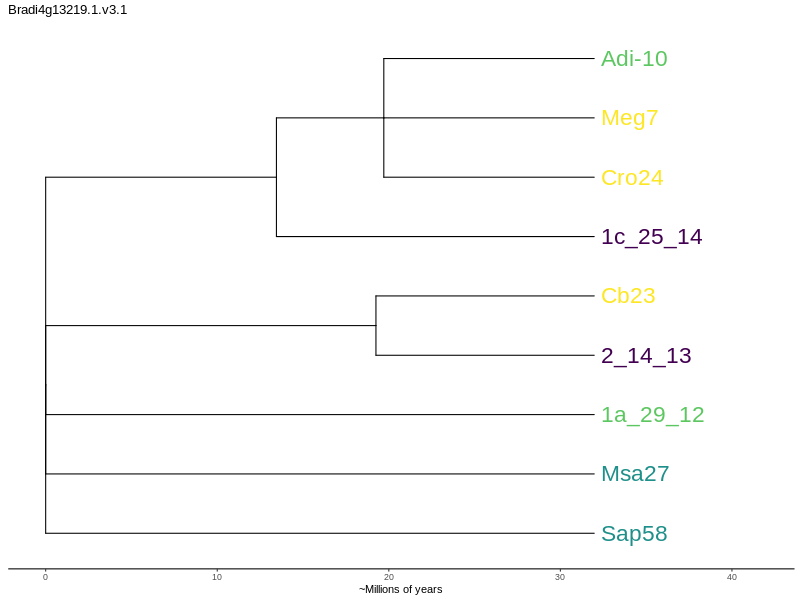 Bradi4g13219.1.v3.1
Adi-10
Meg7
Cro24
1c_25_14
Cb23
2_14_13
1a_29_12
Msa27
Sap58
0 10 20 30 40
~Millions of years